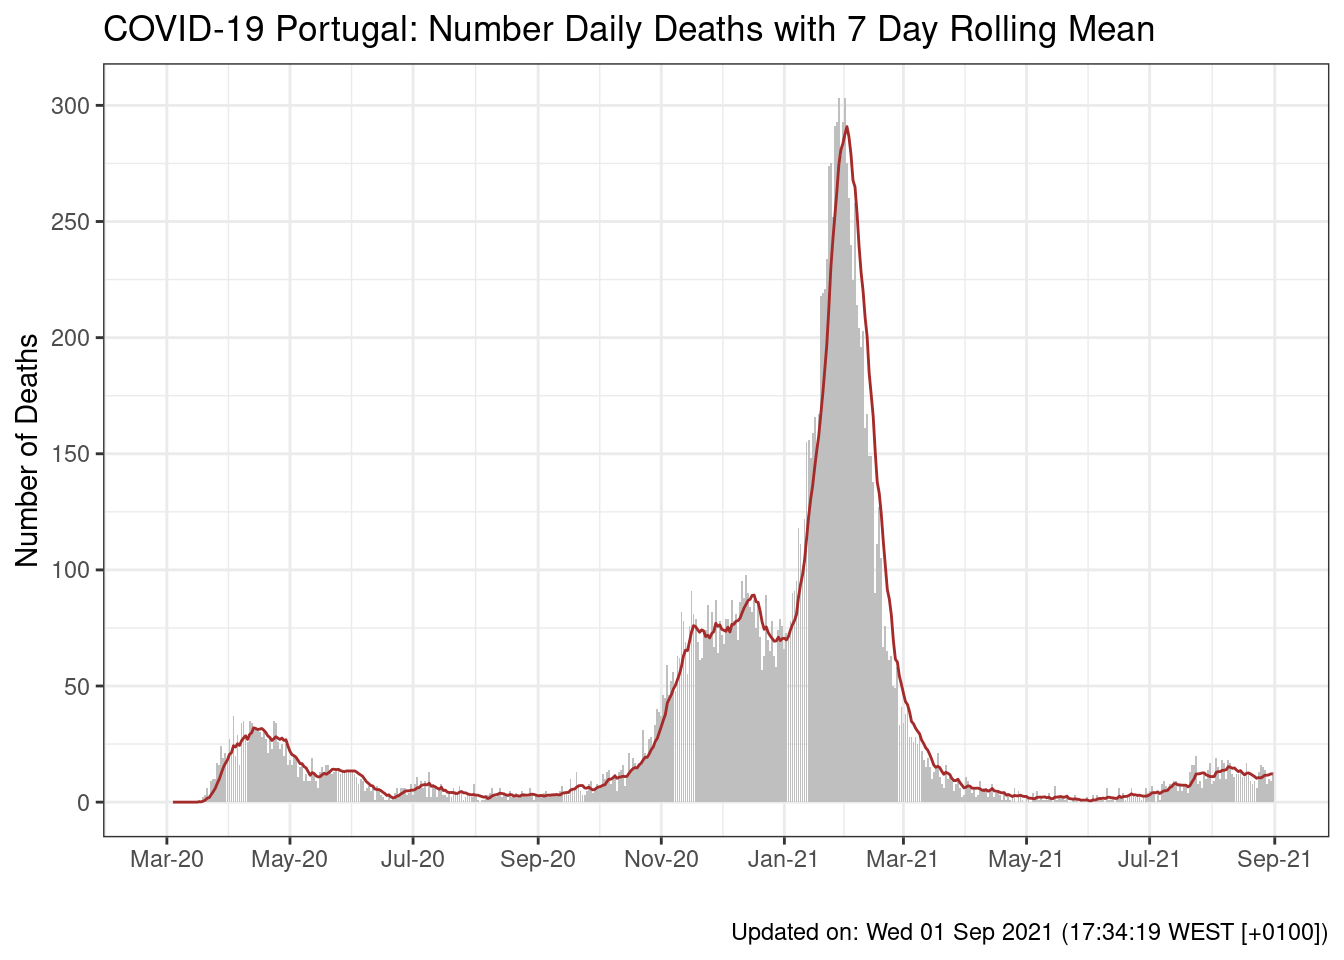 COVID-19 Portugal: Number Daily Deaths with 7 Day Rolling Mean
Number of Deaths
300
250
200
150
100
50
0
Mar-20 May-20 Jul-20 Sep-20 Nov-20 Jan-21 Mar-21 May-21 Jul-21 Sep-21
Updated on: Wed 01 Sep 2021 (17:34:19 WEST [+0100])